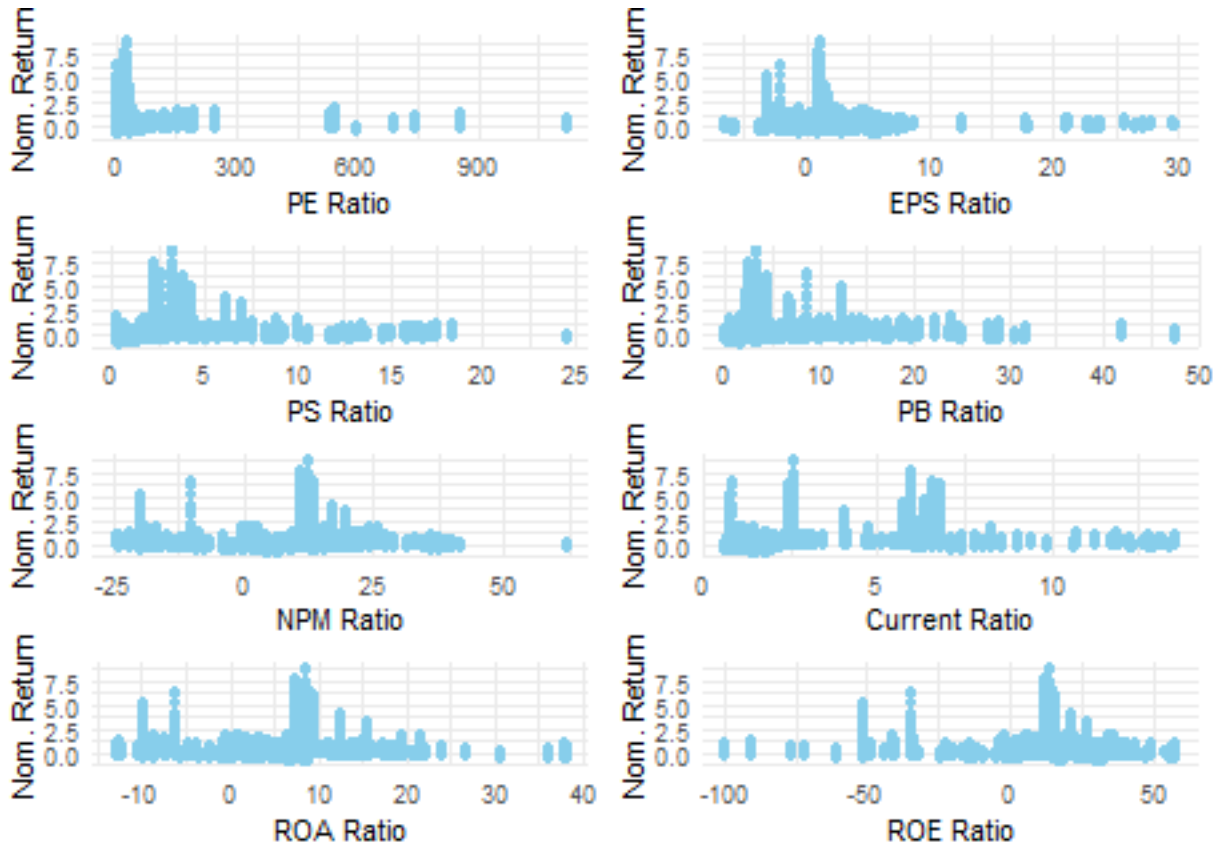 Nom. Return
7.5
5.0
2.5
0.0
0 300 600 900
PE Ratio
Nom. Return
7.5
5.0
2.5
0.0
0 10 20 30
EPS Ratio
Nom. Return
7.5
5.0
2.5
0.0
0 5 10 15 20 25
PS Ratio
Nom. Return
7.5
5.0
2.5
0.0
0 10 20 30 40 50
PB Ratio
Nom. Return
7.5
5.0
2.5
0.0
-25 0 25 50
NPM Ratio
Nom. Return
7.5
5.0
2.5
0.0
0 5 10
Current Ratio
Nom. Return
7.5
5.0
2.5
0.0
-10 0 10 20 30 40
ROA Ratio
Nom. Return
7.5
5.0
2.5
0.0
-100 -50 0 50
ROE Ratio